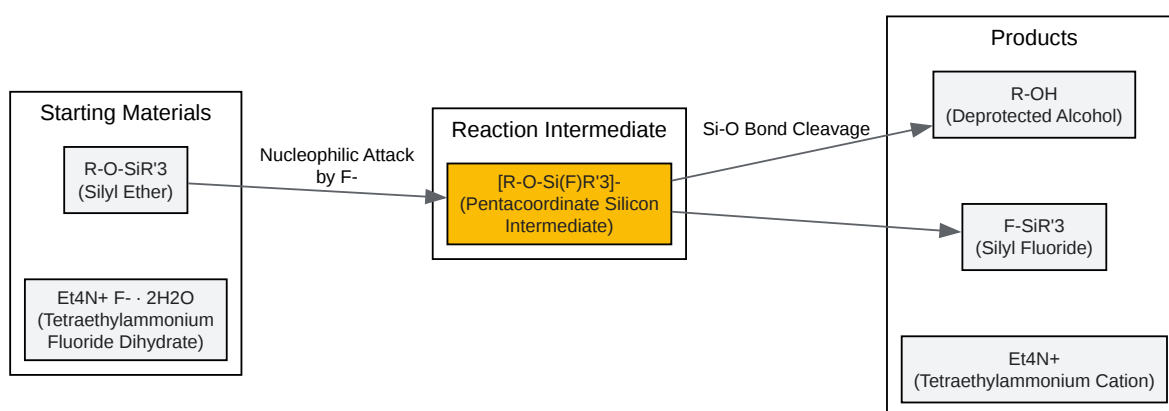 Starting Materials
R-O-SiR'3
(Silyl Ether)
Et4N+ F- · 2H2O
(Tetraethylammonium
Fluoride Dihydrate)
Nucleophilic Attack
by F-
Reaction Intermediate
[R-O-Si(F)R'3]-
(Pentacoordinate Silicon
Intermediate)
Si-O Bond Cleavage
Products
R-OH
(Deprotected Alcohol)
F-SiR'3
(Silyl Fluoride)
Et4N+
(Tetraethylammonium Cation)